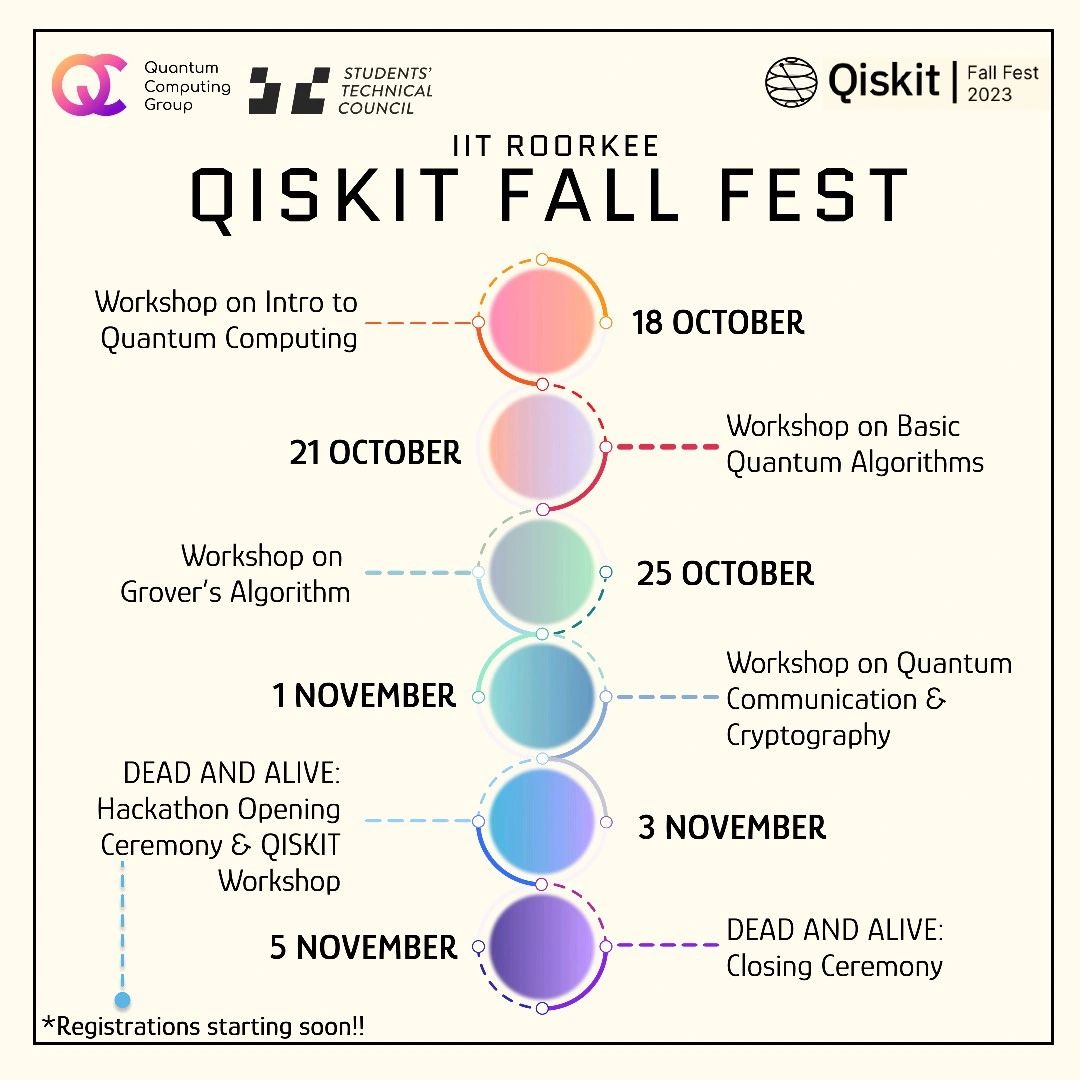 Quantum
Computing
Group
STUDENTS'
TECHNICAL
COUNCIL
Qiskit
Fall Fest
2023
IIT ROORKEE
QISKIT FALL FEST
Workshop on Intro to
Quantum Computing
18 OCTOBER
21 OCTOBER
Workshop on Basic
Quantum Algorithms
Workshop on
Grover's Algorithm
25 OCTOBER
1 NOVEMBER
Workshop on Quantum
Communication &
Cryptography
DEAD AND ALIVE:
Hackathon Opening
Ceremony & QISKIT
Workshop
3 NOVEMBER
5 NOVEMBER
DEAD AND ALIVE:
Closing Ceremony
*Registrations starting soon!!